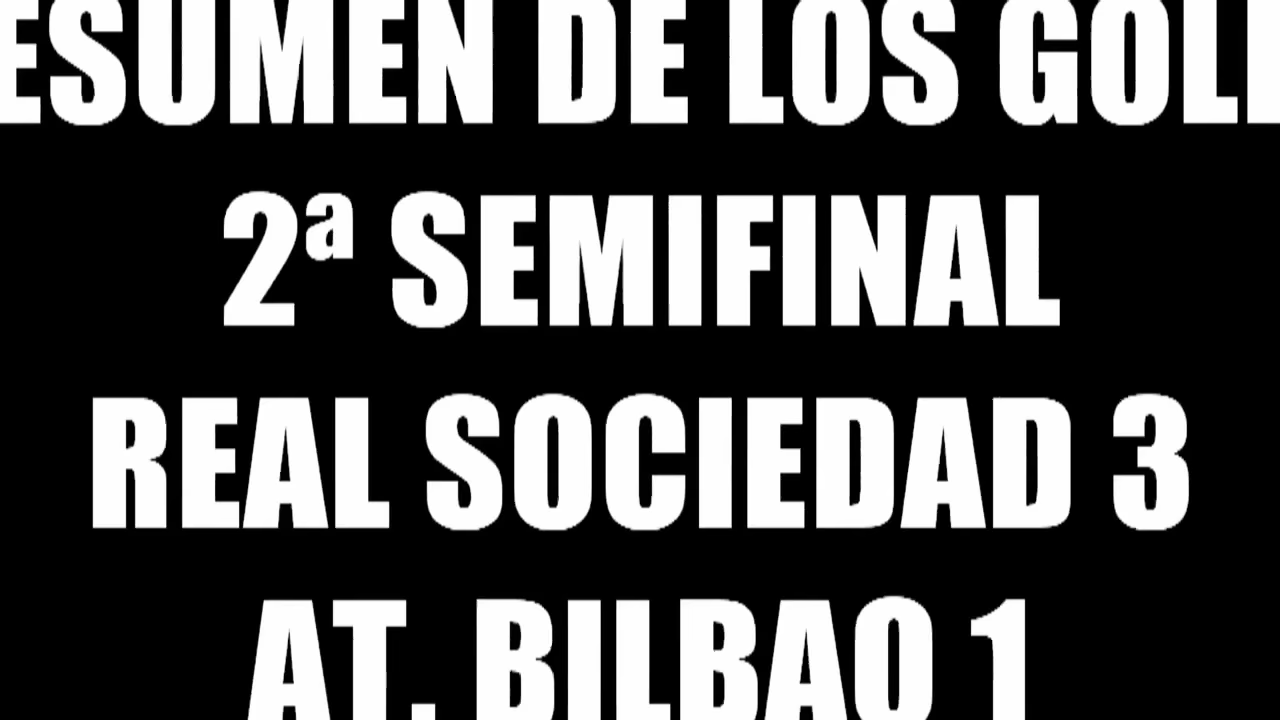 ESUMEN DE LOS GOL
2ª SEMIFINAL
REAL SOCIEDAD 3
AT. BILBAO 1